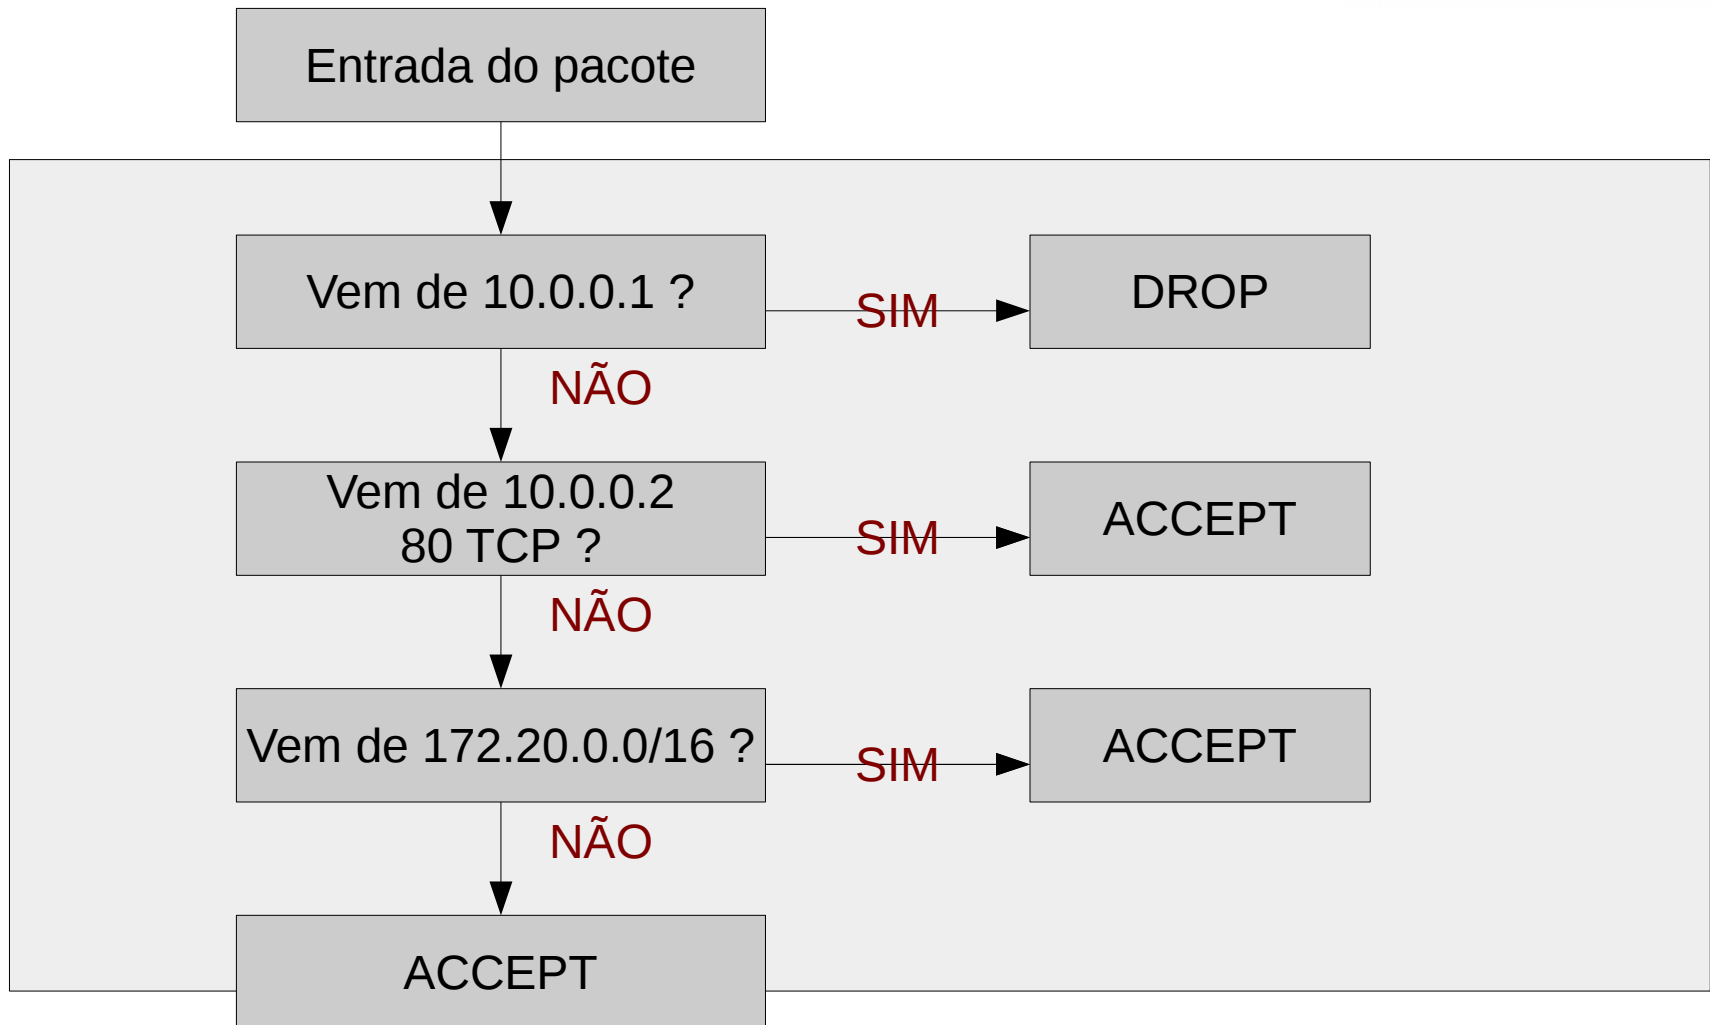 Entrada do pacote
Vem de 10.0.0.1 ?
SIM
DROP
NÃO
Vem de 10.0.0.2
80 TCP ?
SIM
ACCEPT
NÃO
Vem de 172.20.0.0/16 ?
SIM
ACCEPT
NÃO
ACCEPT